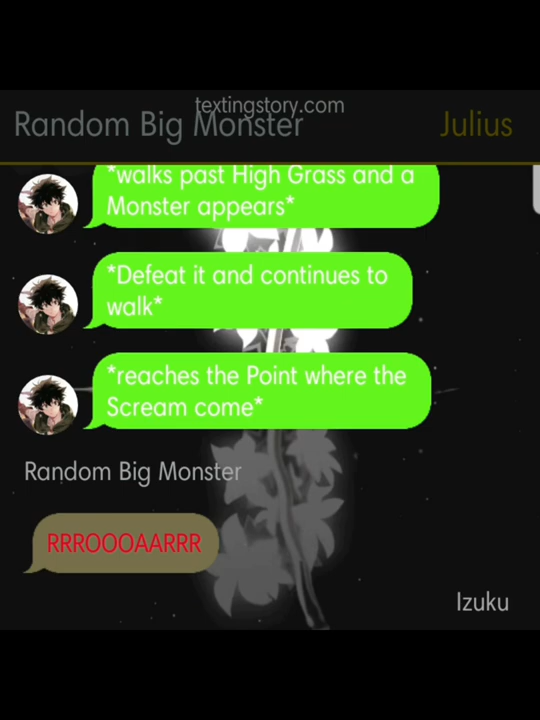 textingstory.com
Random Big Monster
Julius
*walks past High Grass and a
Monster appears*
*Defeat it and continues to
walk*
*reaches the Point where the
Scream come*
Random Big Monster
RRROOOAARRR
Izuku